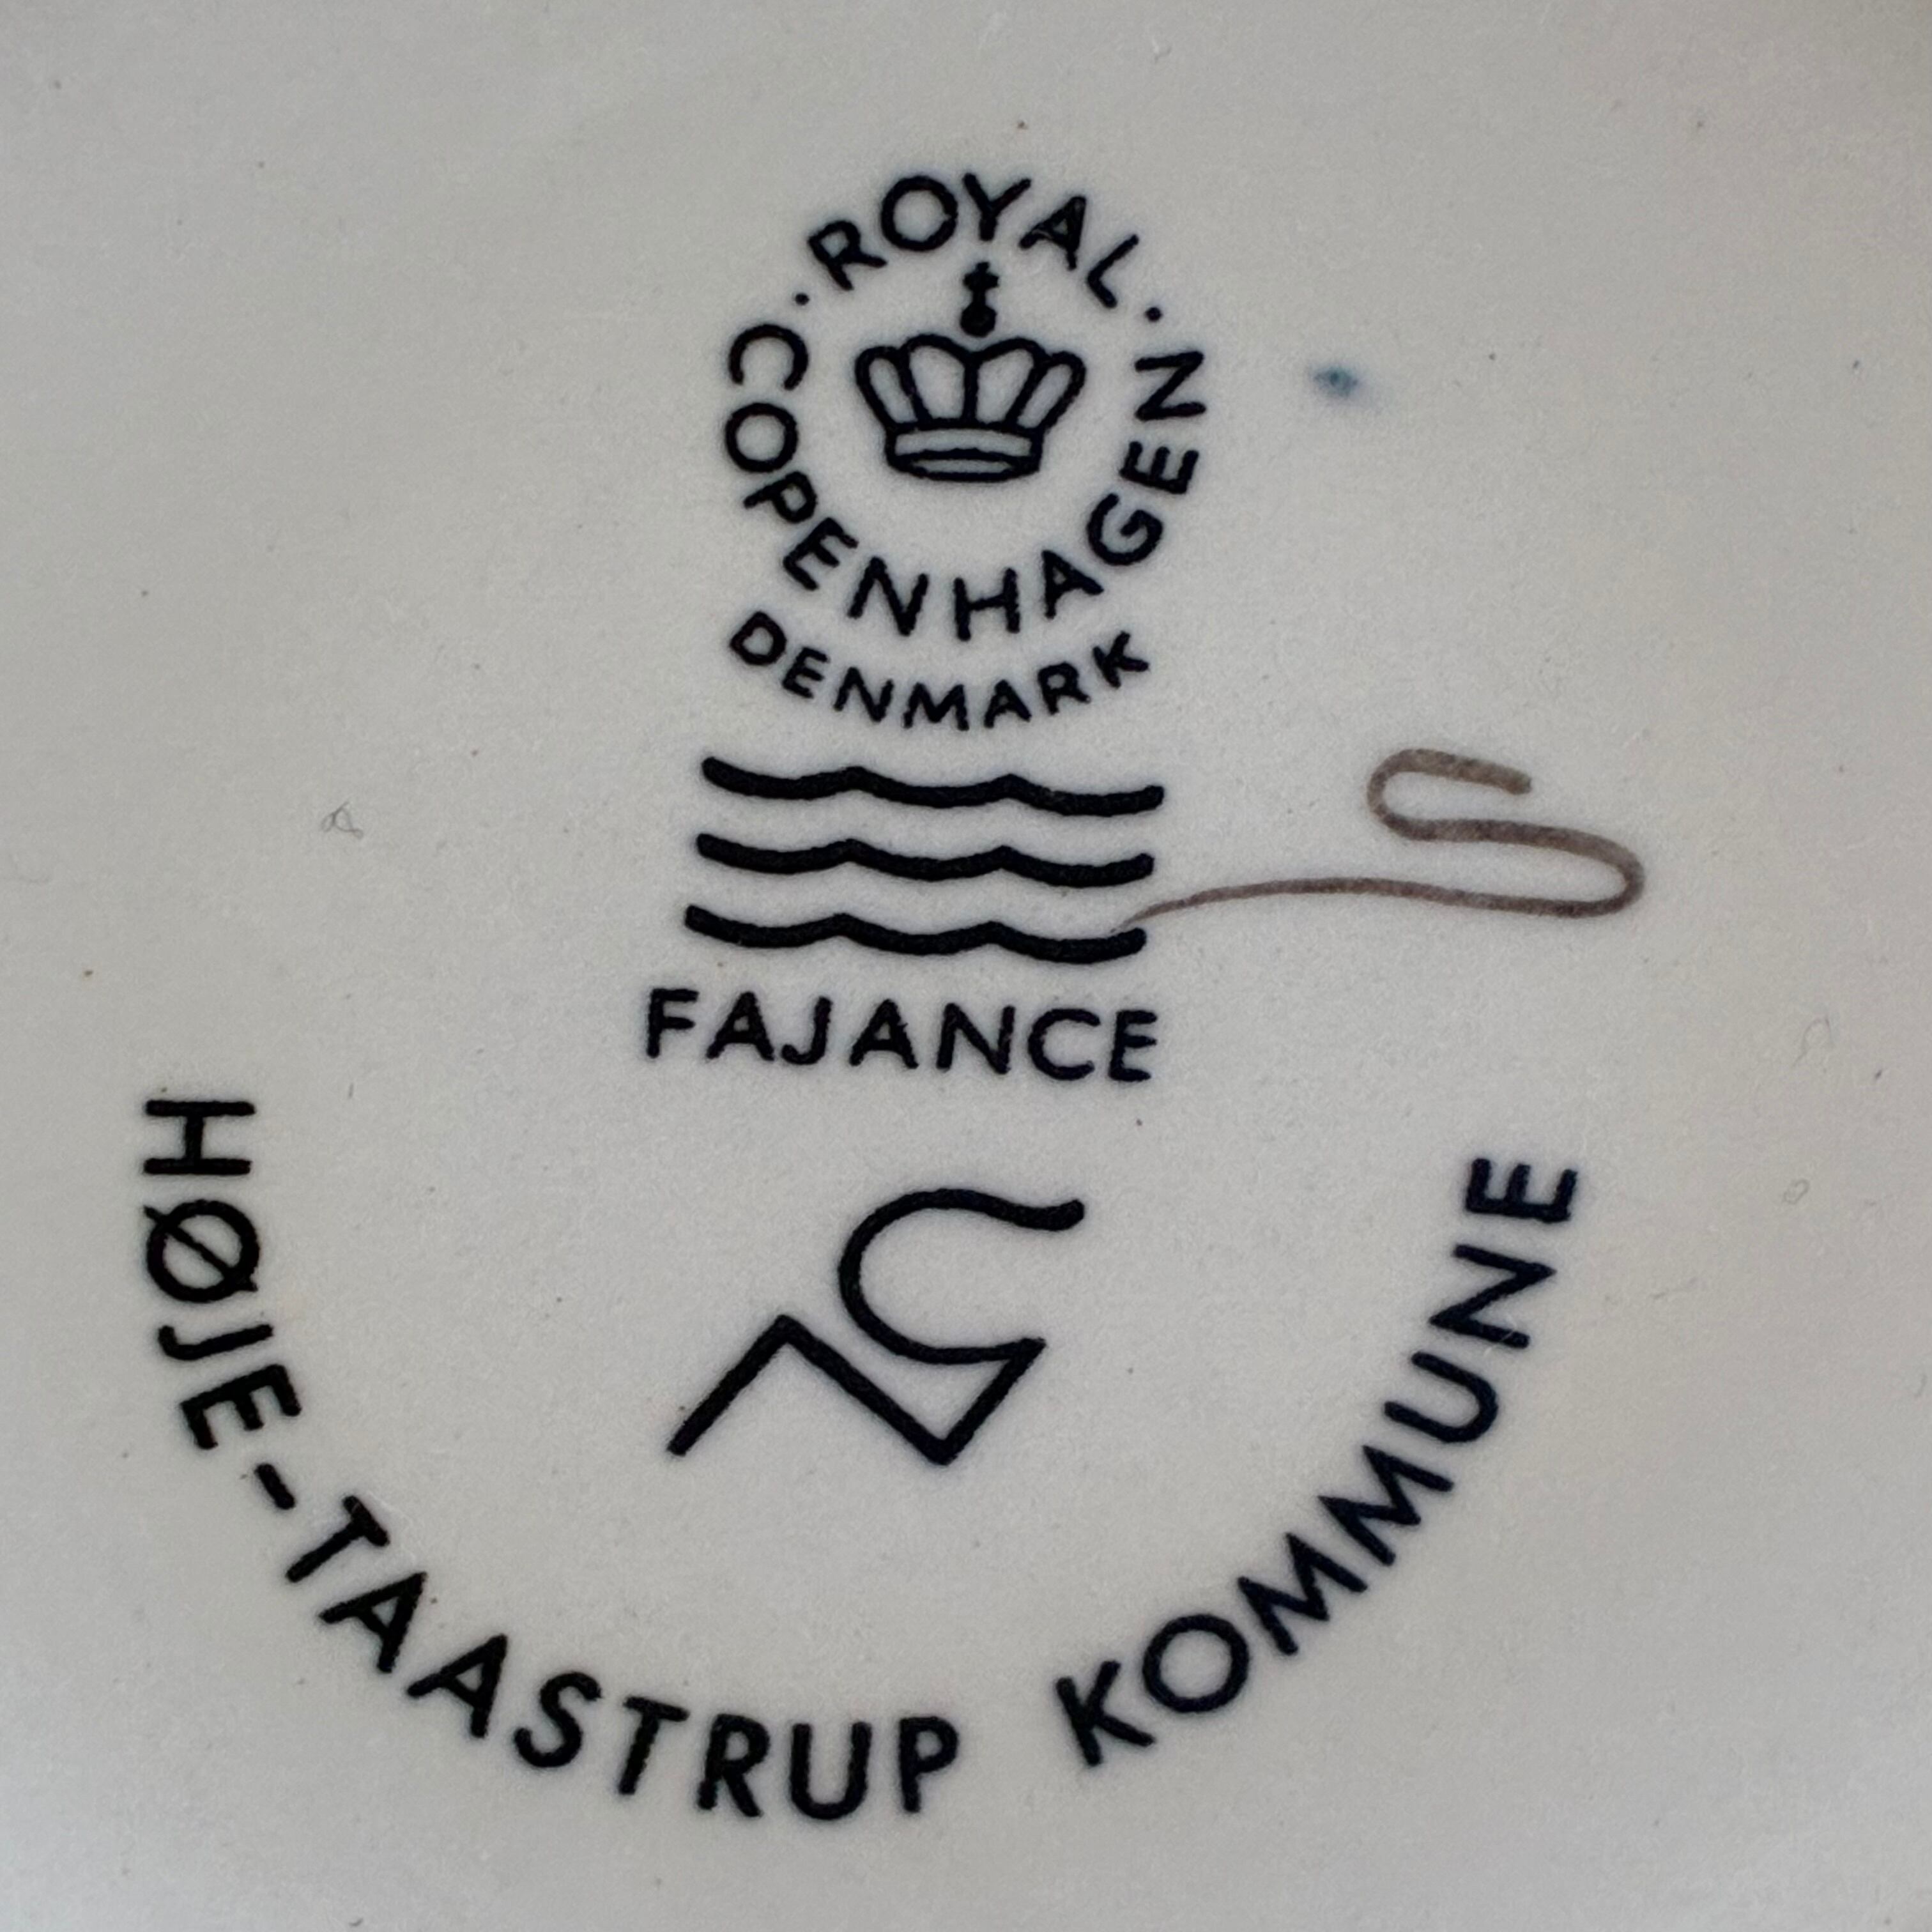 ·ROYAL·
COPENHAGEN
DENMARK
FAJANCE
HØJE-TAASTRUP KOMMUNE